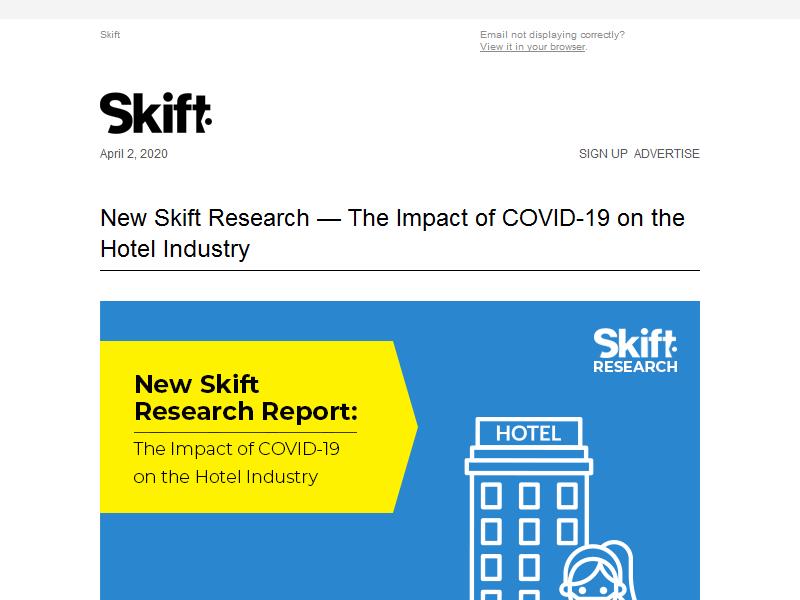 Skift
Email not displaying correctly?
View it in your browser.
Skift
April 2, 2020
SIGN UP ADVERTISE
New Skift Research — The Impact of COVID-19 on the
Hotel Industry
Skift
RESEARCH
New Skift
Research Report:
The Impact of COVID-19
on the Hotel Industry
HOTEL